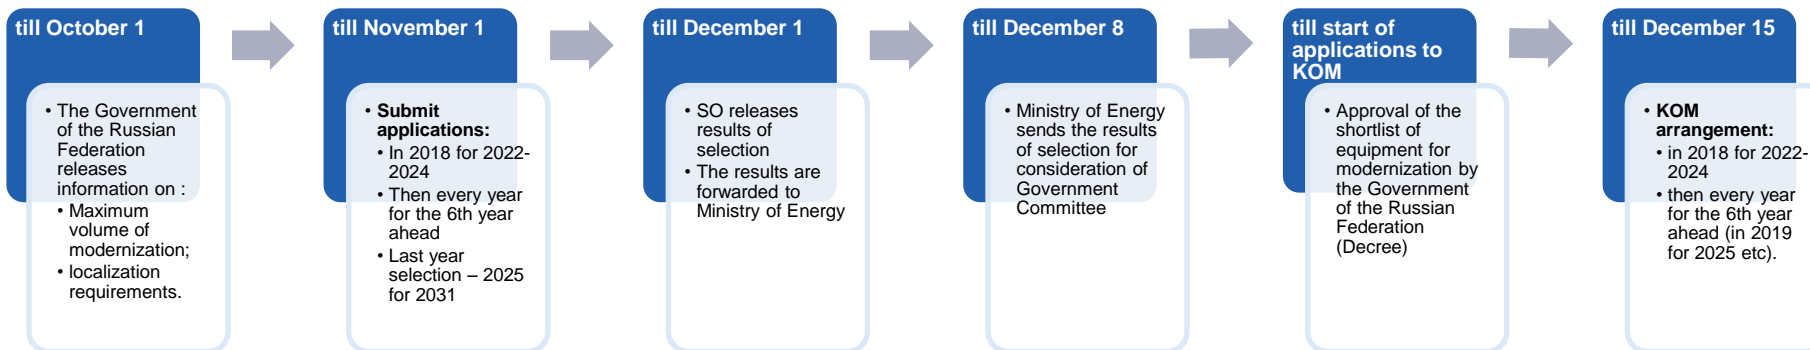 till October 1
• The Government
of the Russian
Federation
releases
information on :
• Maximum
volume of
modernization;
• localization
requirements.
till November 1
• Submit
applications:
• In 2018 for 2022-
2024
• Then every year
for the 6th year
ahead
• Last year
selection – 2025
for 2031
till December 1
• SO releases
results of
selection
• The results are
forwarded to
Ministry of Energy
till December 8
• Ministry of Energy
sends the results
of selection for
consideration of
Government
Committee
till start of
applications to
KOM
• Approval of the
shortlist of
equipment for
modernization by
the Government
of the Russian
Federation
(Decree)
till December 15
• KOM
arrangement:
• in 2018 for 2022-
2024
• then every year
for the 6th year
ahead (in 2019
for 2025 etc).